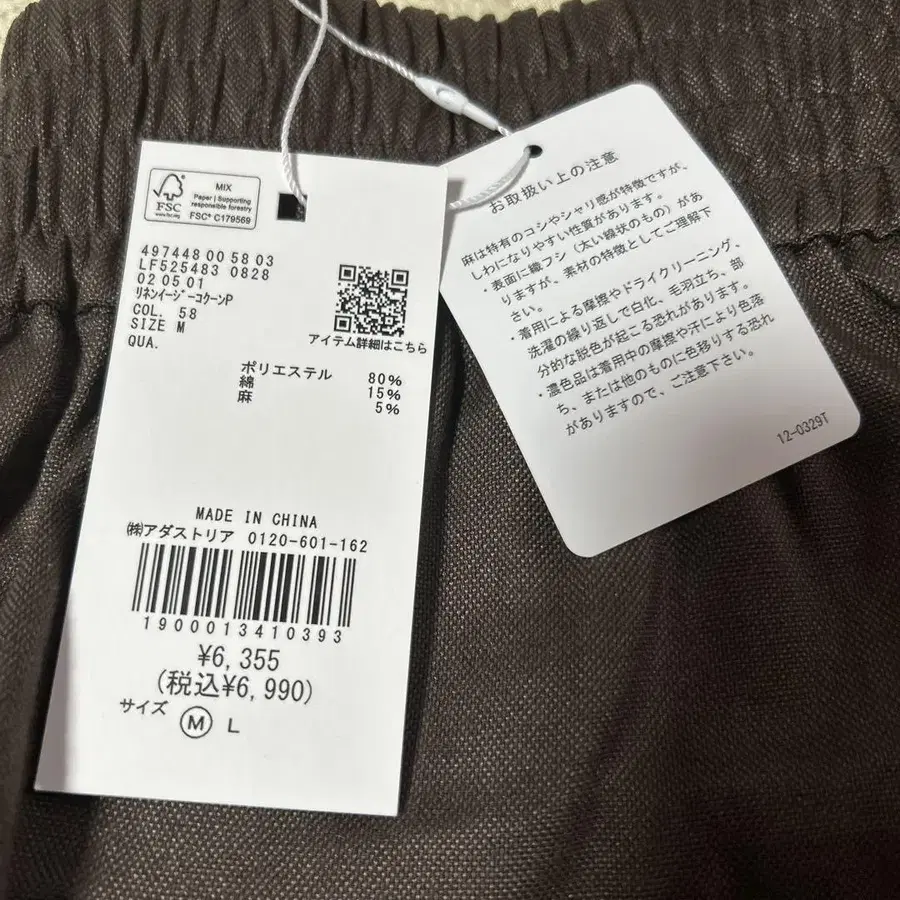 FSC
www.fsc.org
MIX
Paper | Supporting
responsible forestry
FSC® C179569
497448 00 58 03
LF525483 0828
02 05 01
ﾘﾈﾝｲｰｼﾞｰｺｸｰﾝP
COL. 58
SIZE M
QUA.
アイテム詳細はこちら
ポリエステル 80%
綿 15%
麻 5%
MADE IN CHINA
㈱アダストリア 0120-601-162
1900013410393
¥6,355
(税込¥6,990)
サイズ M L
お取扱い上の注意
麻は特有のコシやシャリ感が特徴ですが、
しわになりやすい性質があります。
・表面に織フシ（太い線状のもの）があ
りますが、素材の特徴としてご理解下
さい。
・着用による摩擦やドライクリーニング、
洗濯の繰り返しで白化、毛羽立ち、部
分的な脱色が起こる恐れがあります。
・濃色品は着用中の摩擦や汗により色落
ち、または他のものに色移りする恐れ
がありますので、ご注意下さい。
12-0329T